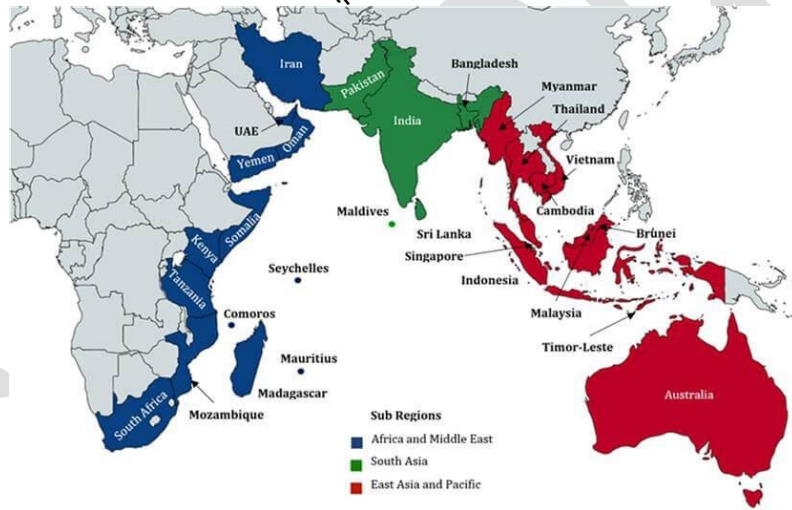 Iran
Pakistan
Bangladesh
Myanmar
Thailand
India
UAE
Oman
Yemen
Vietnam
Cambodia
Maldives
Sri Lanka
Brunei
Singapore
Somalia
Kenya
Seychelles
Indonesia
Tanzania
Malaysia
Comoros
Timor-Leste
Mauritius
Madagascar
Australia
Mozambique
South Africa
Sub Regions
Africa and Middle East
South Asia
East Asia and Pacific